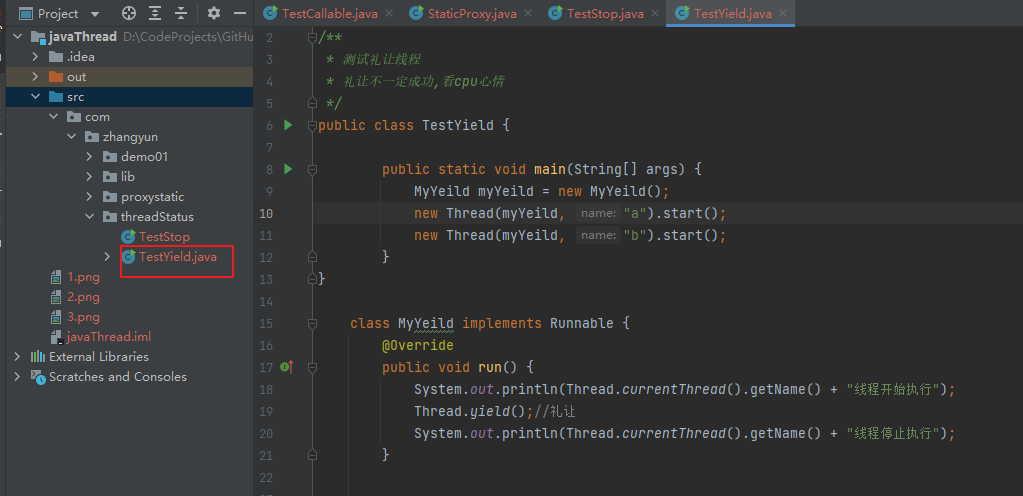 Project
TestCallable.java
StaticProxy.java
TestStop.java
TestYield.java
javaThread D:\CodeProjects\GitHu
.idea
out
src
com
zhangyun
demo01
lib
proxystatic
threadStatus
TestStop
TestYield.java
1.png
2.png
3.png
javaThread.iml
External Libraries
Scratches and Consoles
2 /**
3 * 测试礼让线程
4 * 礼让不一定成功,看cpu心情
5 */
6 public class TestYield {
7
8 public static void main(String[] args) {
9 MyYeild myYeild = new MyYeild();
10 new Thread(myYeild, name: "a").start();
11 new Thread(myYeild, name: "b").start();
12 }
13 }
14
15 class MyYeild implements Runnable {
16 @Override
17 public void run() {
18 System.out.println(Thread.currentThread().getName() + "线程开始执行");
19 Thread.yield();//礼让
20 System.out.println(Thread.currentThread().getName() + "线程停止执行");
21 }
22